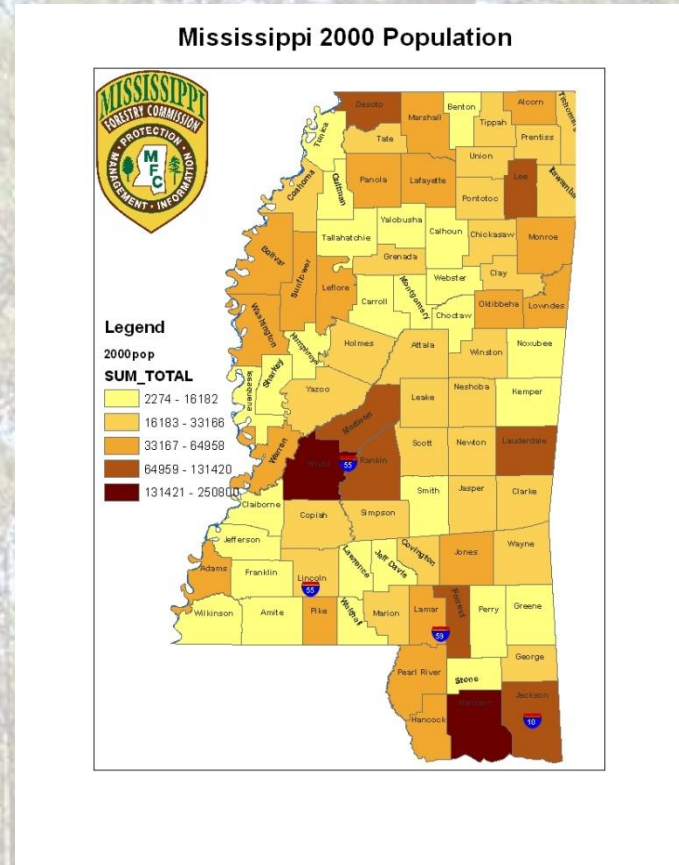 Mississippi 2000 Population
MISSISSIPPI
FORESTRY COMMISSION
PROTECTION
MANAGEMENT · INFORMATION
MFC
Legend
2000pop
SUM_TOTAL
2274 - 16182
16183 - 33166
33167 - 64958
64959 - 131420
131421 - 250800
Desoto
Benton
Alcorn
Tunica
Marshall
Tippah
Tate
Prentiss
Union
Coahoma
Quitman
Panola
Lafayette
Lee
Pontotoc
Yalobusha
Calhoun
Chickasaw
Monroe
Tallahatchie
Bolivar
Grenada
Sunflower
Leflore
Webster
Clay
Montgomery
Carroll
Oktibbeha
Lowndes
Choctaw
Washington
Humphreys
Holmes
Attala
Winston
Noxubee
Issaquena
Sharkey
Yazoo
Leake
Neshoba
Kemper
Madison
Warren
Scott
Newton
Lauderdale
Hinds
55
Rankin
Smith
Jasper
Clarke
Claiborne
Copiah
Simpson
Jefferson
Lawrence
Jeff Davis
Covington
Jones
Wayne
Adams
Franklin
Lincoln
55
Wilkinson
Amite
Pike
Marion
Lamar
Forrest
Perry
Greene
59
George
Pearl River
Stone
Harrison
Jackson
Hancock
10